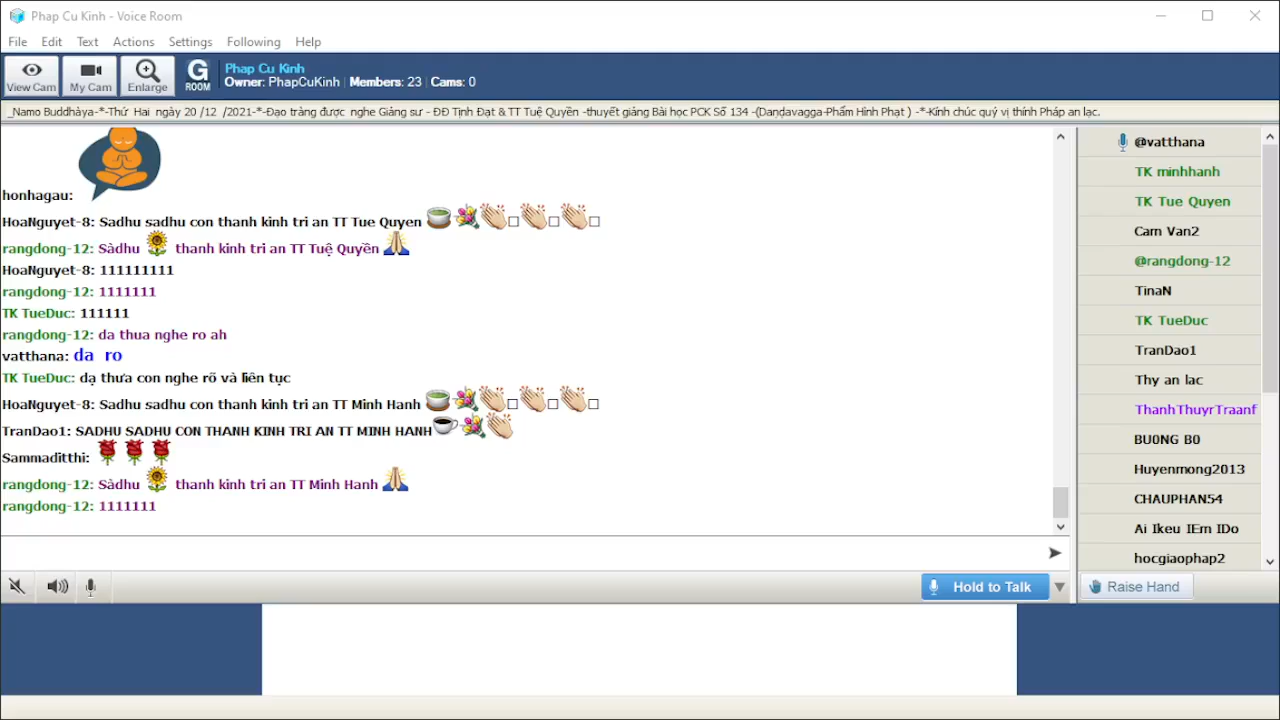 Phap Cu Kinh - Voice Room
File Edit Text Actions Settings Following Help
View Cam My Cam Enlarge G ROOM
Phap Cu Kinh
Owner: PhapCuKinh Members: 23 Cams: 0
_Namo Buddhàya-*-Thứ Hai ngày 20 /12 /2021-*-Đạo tràng được nghe Giảng sư - ĐĐ Tịnh Đạt & TT Tuệ Quyền -thuyết giảng Bài học PCK Số 134 -(Daṇḍavagga-Phẩm Hình Phạt ) -*-Kính chúc quý vị thính Pháp an lạc.
honhagau:
HoaNguyet-8: Sadhu sadhu con thanh kinh tri an TT Tue Quyen
rangdong-12: Sàdhu thanh kinh tri an TT Tuệ Quyền
HoaNguyet-8: 111111111
rangdong-12: 1111111
TK TueDuc: 111111
rangdong-12: da thua nghe ro ah
vatthana: da ro
TK TueDuc: dạ thưa con nghe rõ và liên tục
HoaNguyet-8: Sadhu sadhu con thanh kinh tri an TT Minh Hanh
TranDao1: SADHU SADHU CON THANH KINH TRI AN TT MINH HANH
Sammaditthi:
rangdong-12: Sàdhu thanh kinh tri an TT Minh Hanh
rangdong-12: 1111111
@vatthana
TK minhhanh
TK Tue Quyen
Cam Van2
@rangdong-12
TinaN
TK TueDuc
TranDao1
Thy an lac
ThanhThuyrTraanf
BU0NG B0
Huyenmong2013
CHAUPHAN54
Ai Ikeu IEm IDo
hocgiaophap2
Hold to Talk
Raise Hand